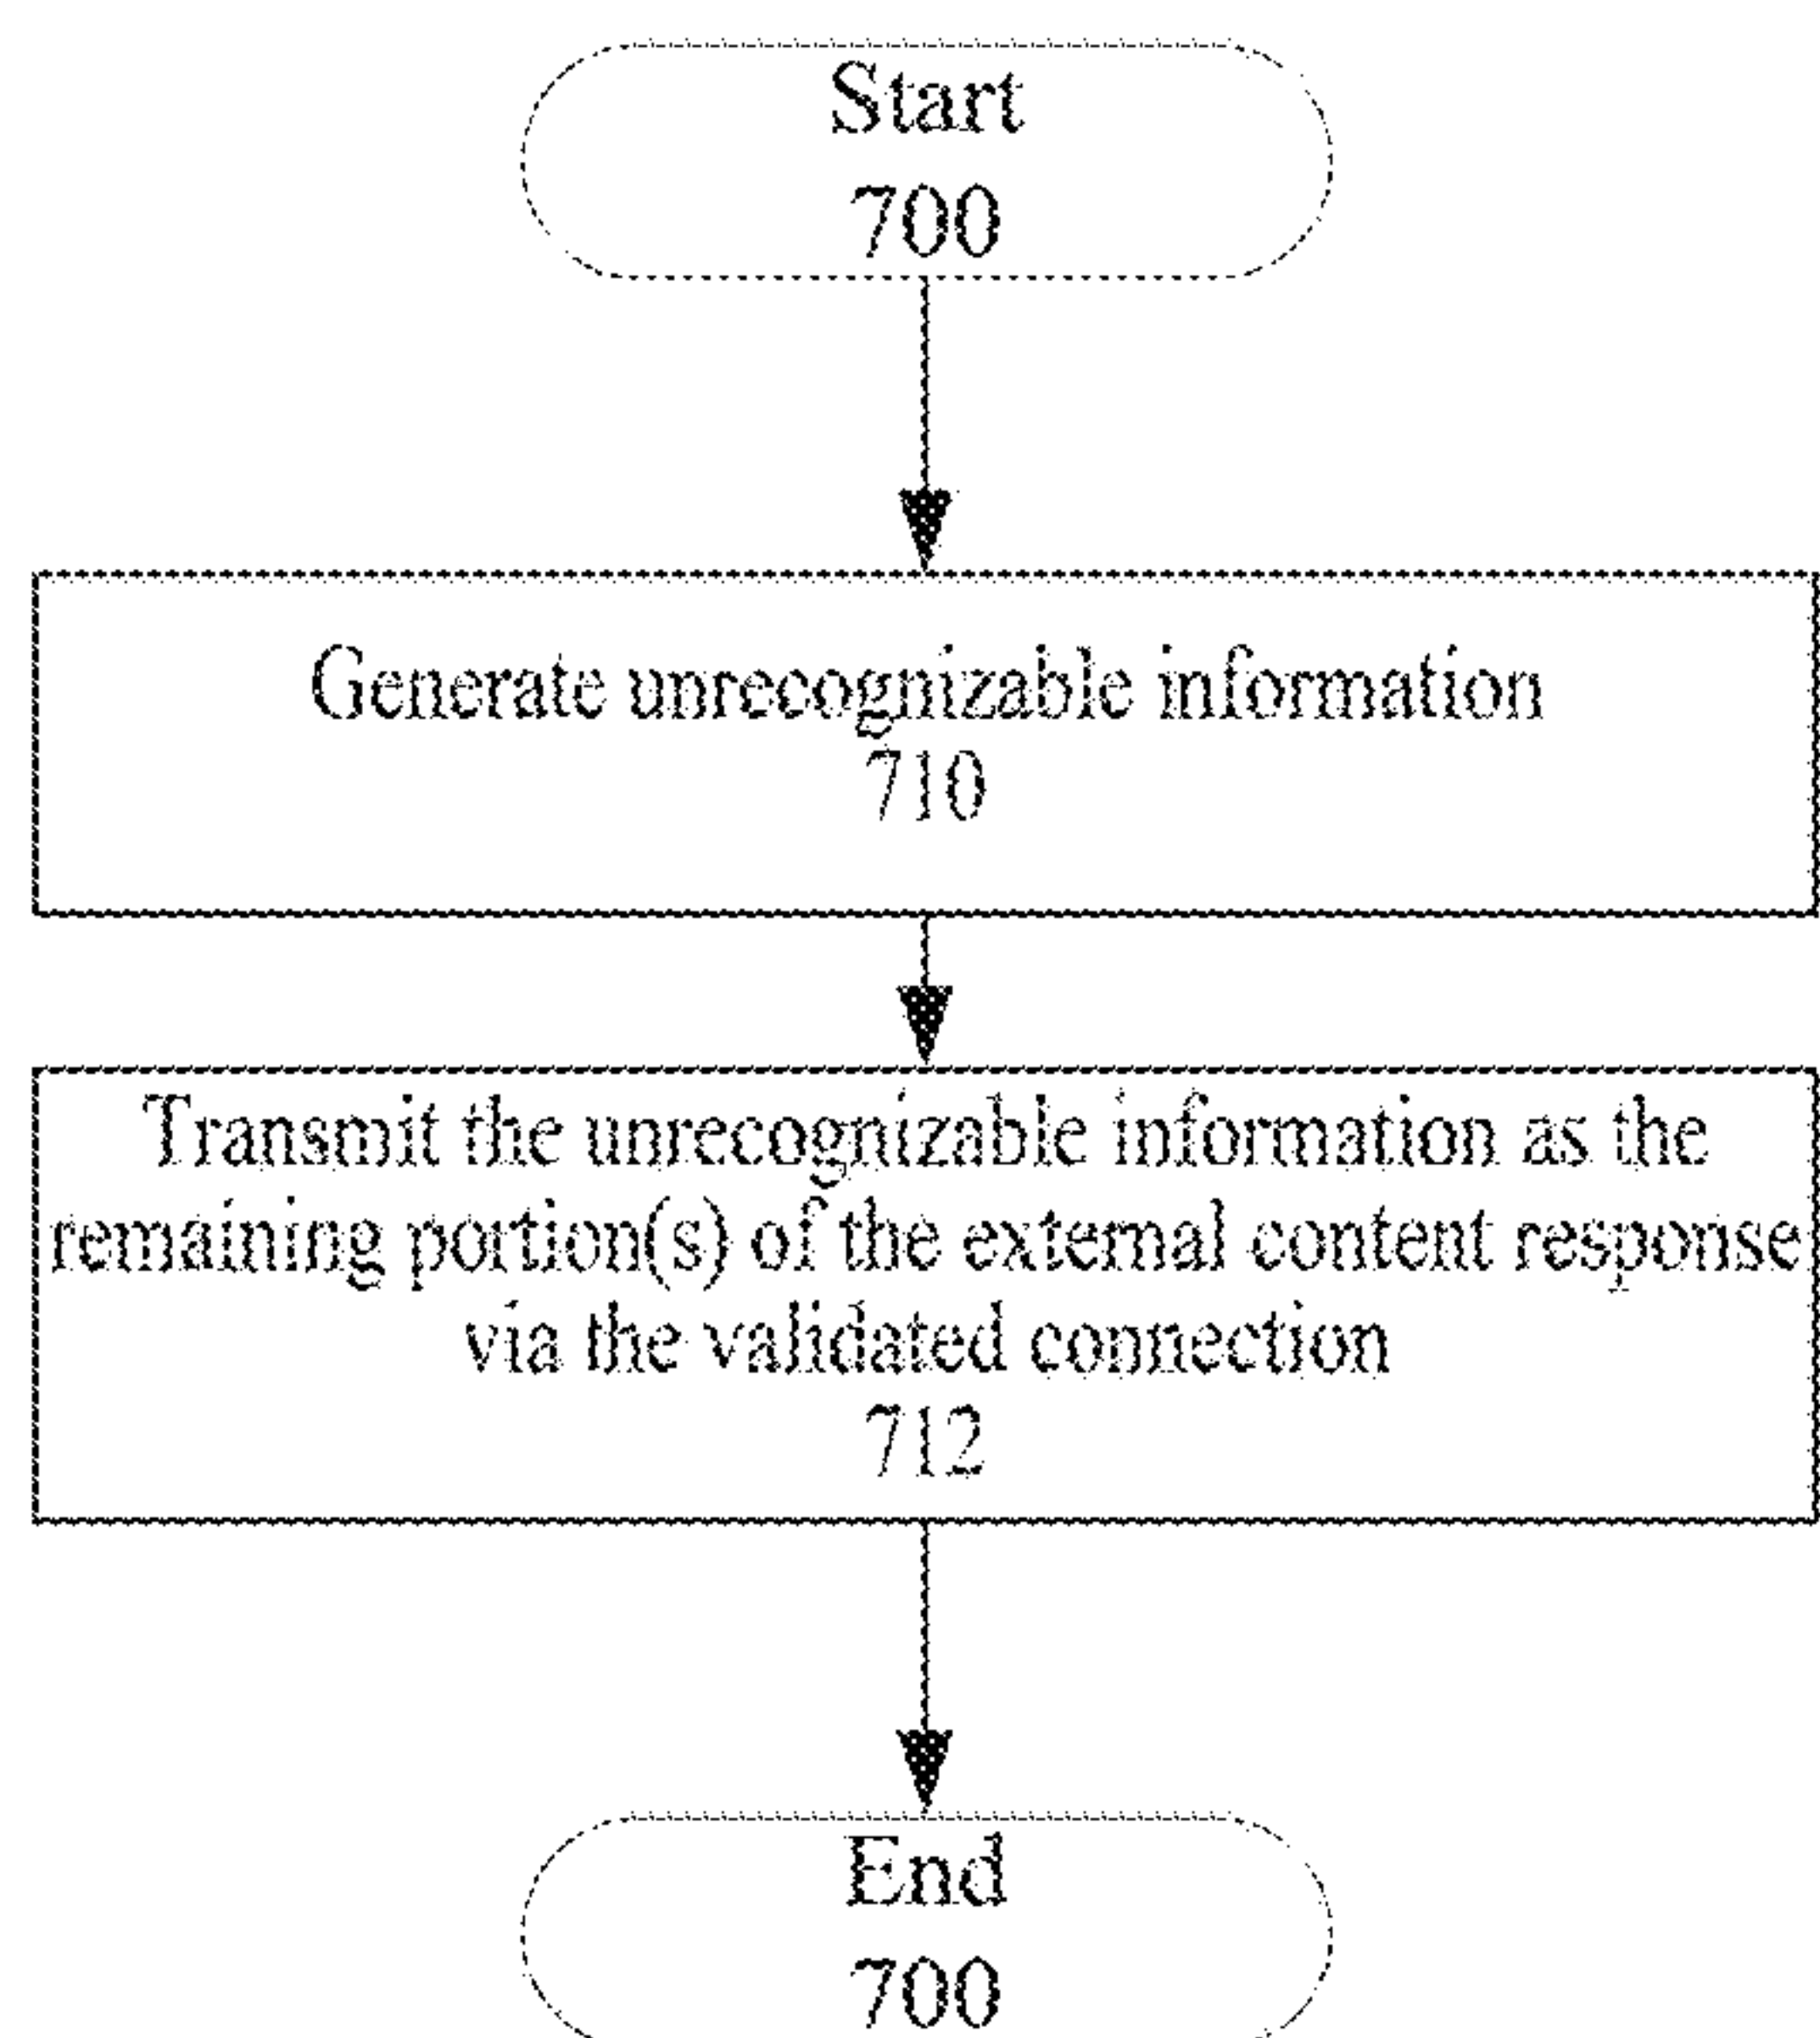 Start
700
Generate unrecognizable information
710
Transmit the unrecognizable information as the
remaining portion(s) of the external content response
via the validated connection
712
End
700